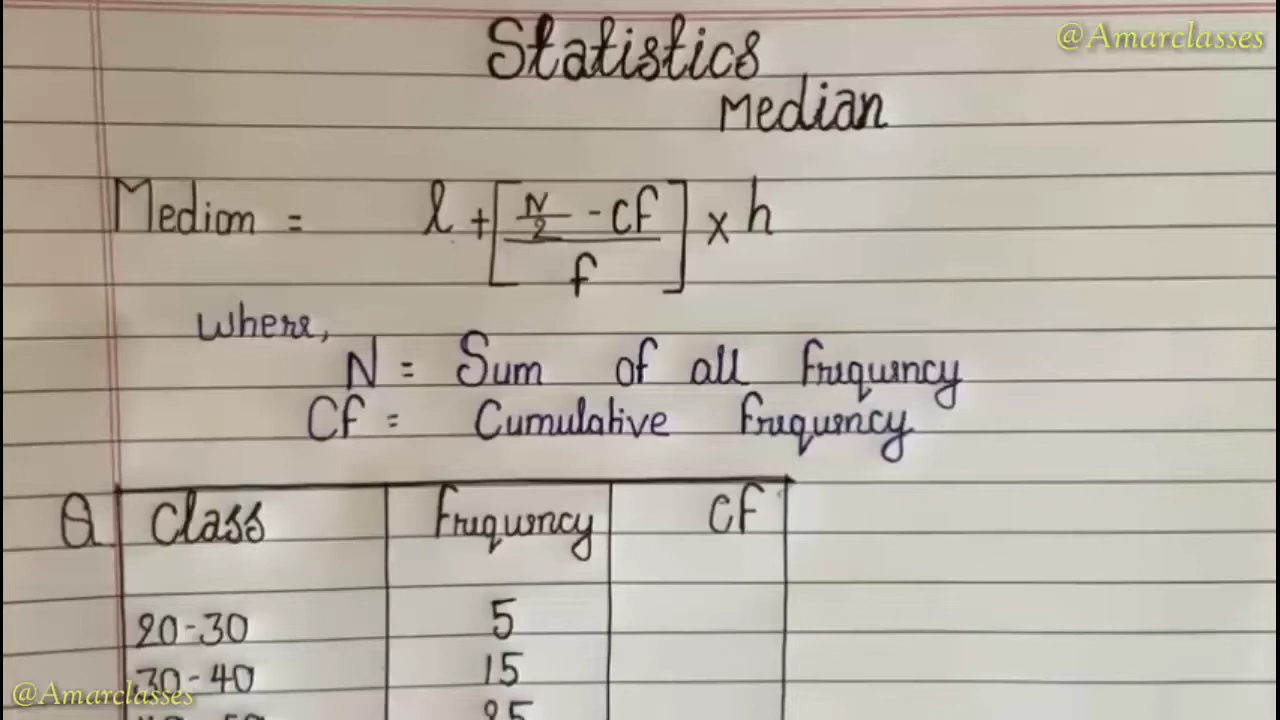 Statistics
@Amarclasses
Median
Median = l + [N/2 - cf / f] × h
where,
N = Sum of all frequency
Cf = Cumulative frequency
Q Class Frequency CF
20-30 5
30-40 15
@Amarclasses